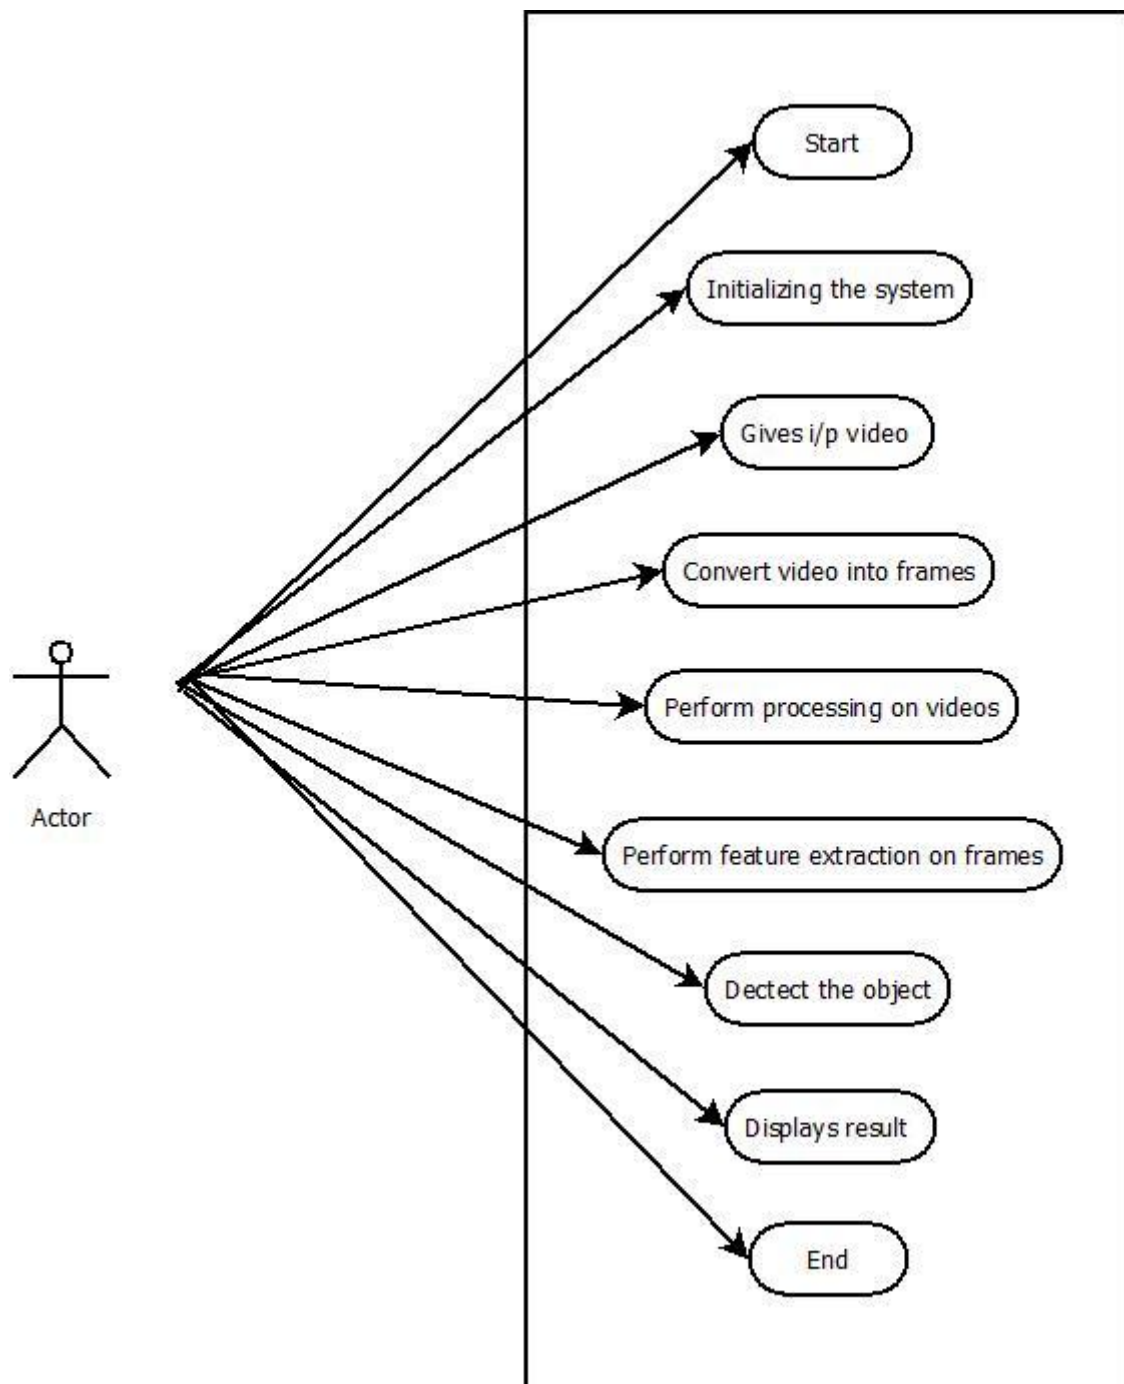 Start
Initializing the system
Gives i/p video
Convert video into frames
Perform processing on videos
Actor
Perform feature extraction on frames
Dectect the object
Displays result
End